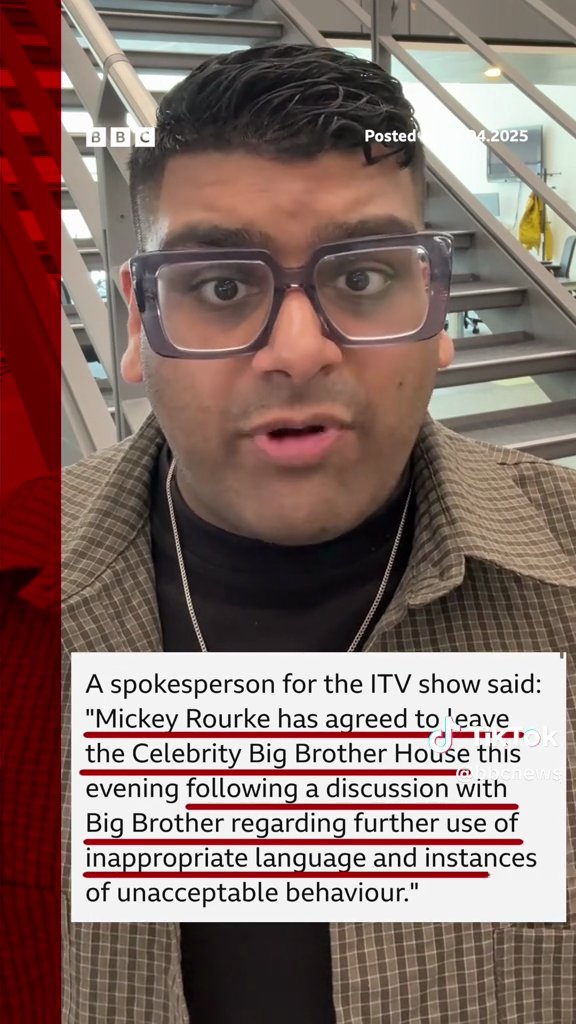 BBC
Posted 04.2025
A spokesperson for the ITV show said:
"Mickey Rourke has agreed to leave
the Celebrity Big Brother House this
evening following a discussion with
Big Brother regarding further use of
inappropriate language and instances
of unacceptable behaviour."
TikTok
@bbcnews